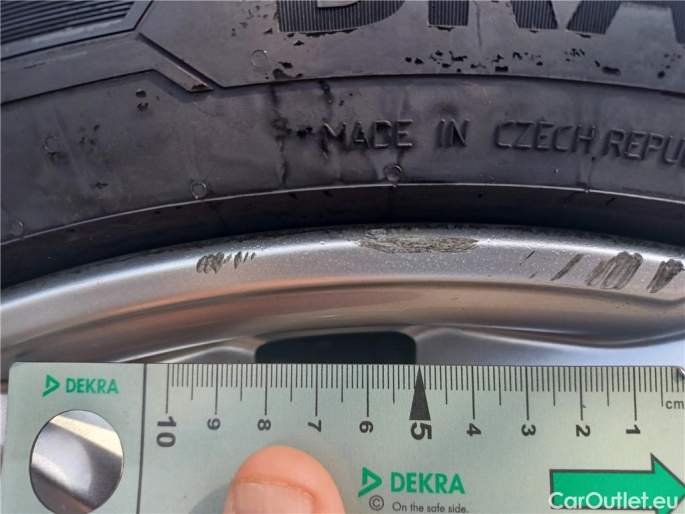 MADE IN CZECH REPU
DEKRA
cm
10 9 8 7 6 5 4 3 2 1
DEKRA
© On the safe side.
CarOutlet.eu